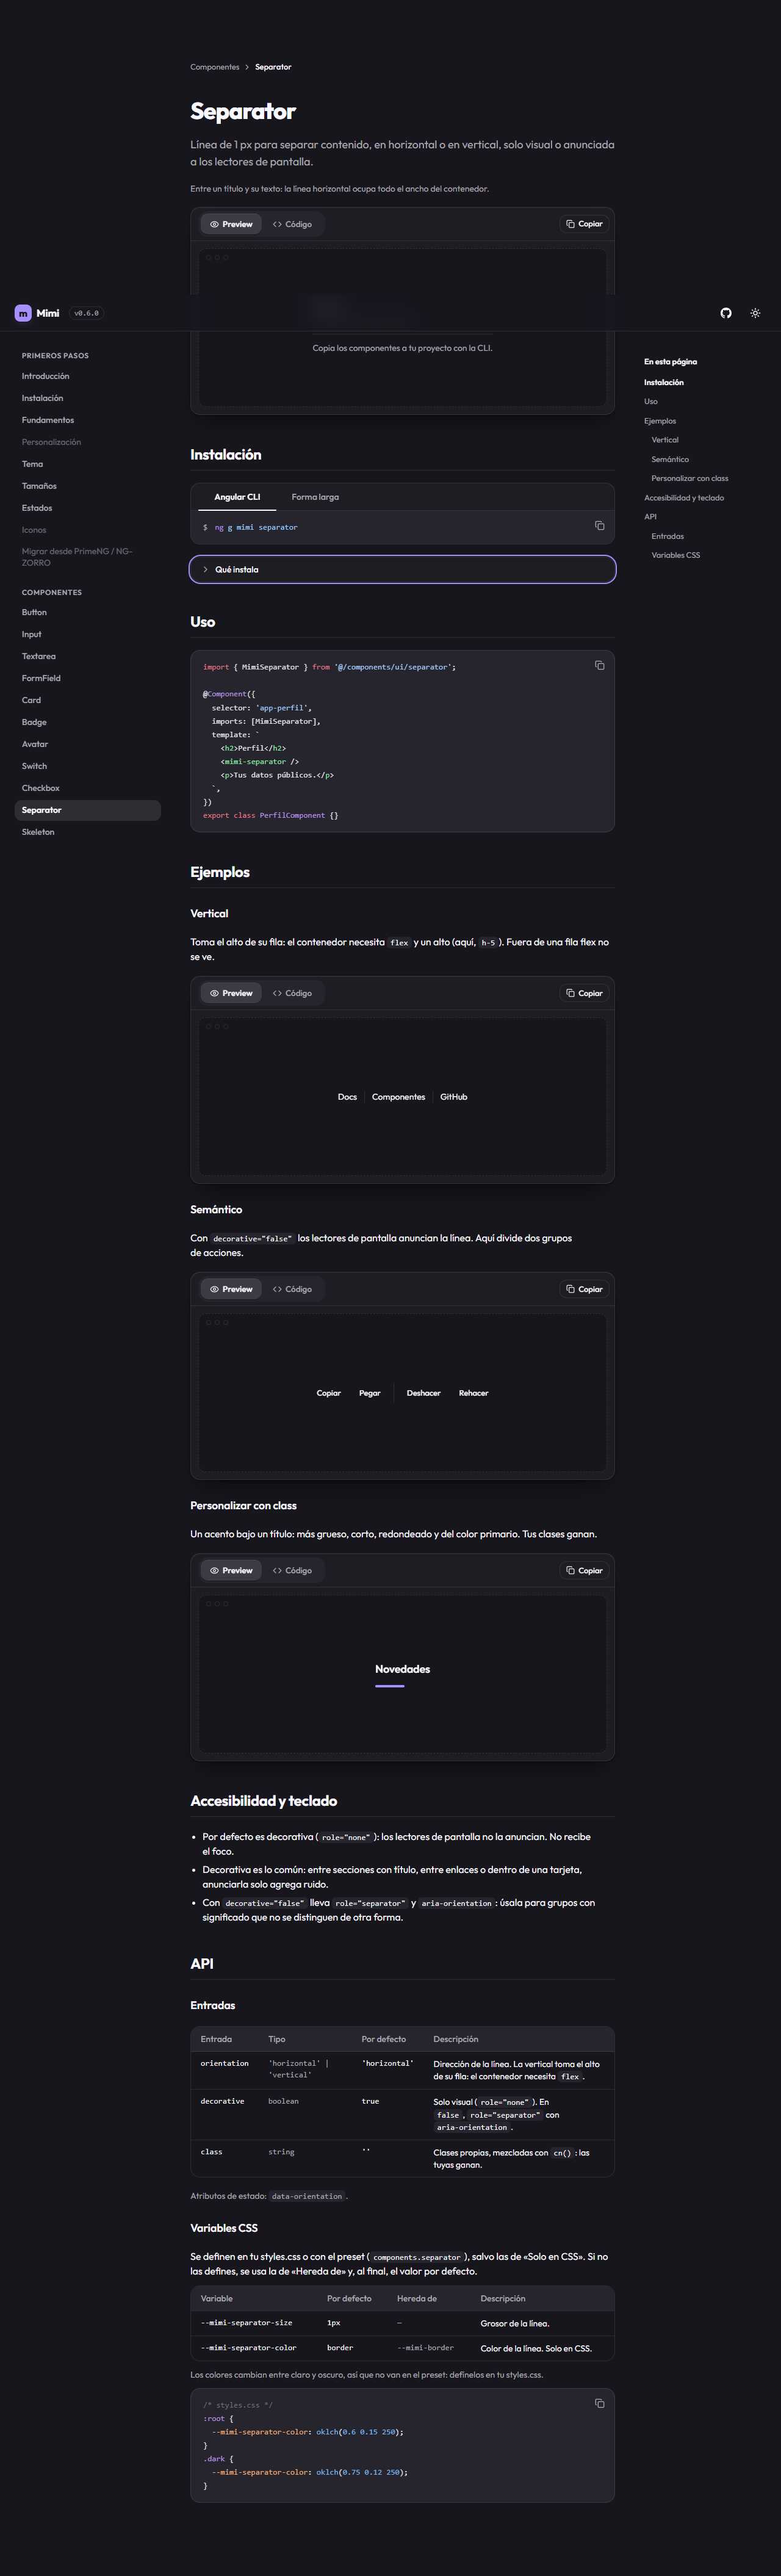 Componentes > Separator
Separator
Línea de 1 px para separar contenido, en horizontal o en vertical, solo visual o anunciada
a los lectores de pantalla.
Entre un título y su texto: la línea horizontal ocupa todo el ancho del contenedor.
Preview
Código
Copiar
m Mimi v0.6.0
Copia los componentes a tu proyecto con la CLI.
PRIMEROS PASOS
Introducción
Instalación
Fundamentos
Personalización
Tema
Tamaños
Estados
Iconos
Migrar desde PrimeNG / NG-
ZORRO
COMPONENTES
Button
Input
Textarea
FormField
Card
Badge
Avatar
Switch
Checkbox
Separator
Skeleton
En esta página
Instalación
Uso
Ejemplos
Vertical
Semántico
Personalizar con class
Accesibilidad y teclado
API
Entradas
Variables CSS
Instalación
Angular CLI
Forma larga
$ ng g mimi separator
Qué instala
Uso
import { MimiSeparator } from '@/components/ui/separator';
@Component({
selector: 'app-perfil',
imports: [MimiSeparator],
template: `
<h2>Perfil</h2>
<mimi-separator />
<p>Tus datos públicos.</p>
`,
})
export class PerfilComponent {}
Ejemplos
Vertical
Toma el alto de su fila: el contenedor necesita flex y un alto (aquí, h-5). Fuera de una fila flex no
se ve.
Preview
Código
Copiar
Docs
Componentes
GitHub
Semántico
Con decorative="false" los lectores de pantalla anuncian la línea. Aquí divide dos grupos
de acciones.
Preview
Código
Copiar
Copiar
Pegar
Deshacer
Rehacer
Personalizar con class
Un acento bajo un título: más grueso, corto, redondeado y del color primario. Tus clases ganan.
Preview
Código
Copiar
Novedades
Accesibilidad y teclado
• Por defecto es decorativa (role="none"): los lectores de pantalla no la anuncian. No recibe
el foco.
• Decorativa es lo común: entre secciones con título, entre enlaces o dentro de una tarjeta,
anunciarla solo agrega ruido.
• Con decorative="false" lleva role="separator" y aria-orientation: úsala para grupos con
significado que no se distinguen de otra forma.
API
Entradas
Entrada Tipo Por defecto Descripción
orientation 'horizontal' | 'horizontal' Dirección de la línea. La vertical toma el alto
'vertical' de su fila: el contenedor necesita flex.
decorative boolean true Solo visual (role="none"). En
false, role="separator" con
aria-orientation.
class string '' Clases propias, mezcladas con cn(): las
tuyas ganan.
Atributos de estado: data-orientation.
Variables CSS
Se definen en tu styles.css o con el preset (components.separator), salvo las de «Solo en CSS». Si no
las defines, se usa la de «Hereda de» y, al final, el valor por defecto.
Variable Por defecto Hereda de Descripción
--mimi-separator-size 1px — Grosor de la línea.
--mimi-separator-color border --mimi-border Color de la línea. Solo en CSS.
Los colores cambian entre claro y oscuro, así que no van en el preset: defínelos en tu styles.css.
/* styles.css */
:root {
--mimi-separator-color: oklch(0.6 0.15 250);
}
.dark {
--mimi-separator-color: oklch(0.75 0.12 250);
}